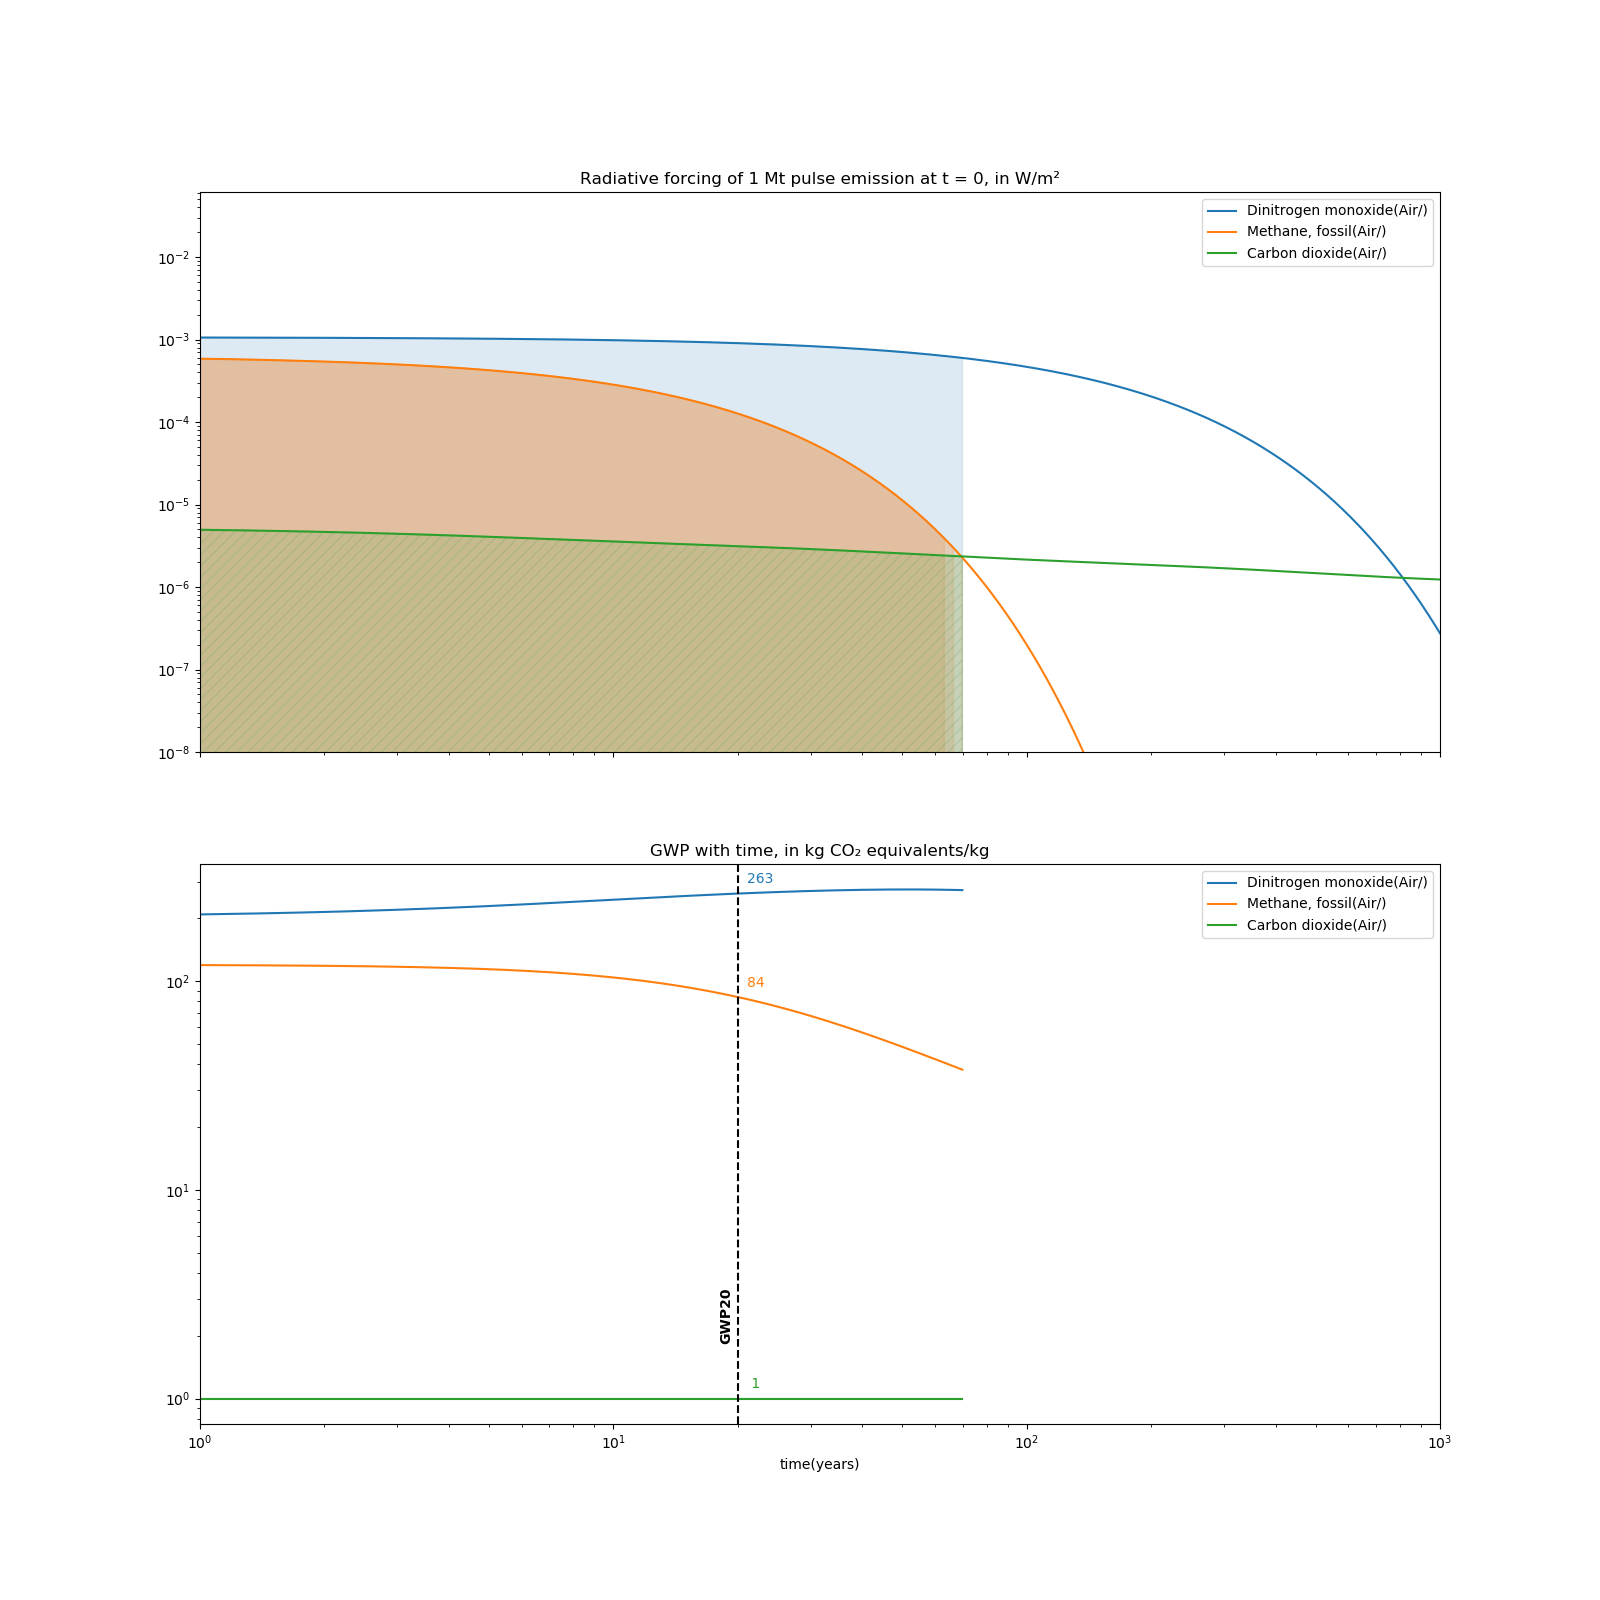 Radiative forcing of 1 Mt pulse emission at t = 0, in W/m²
Dinitrogen monoxide(Air/)
Methane, fossil(Air/)
Carbon dioxide(Air/)
10⁻²
10⁻³
10⁻⁴
10⁻⁵
10⁻⁶
10⁻⁷
10⁻⁸
GWP with time, in kg CO₂ equivalents/kg
263
Dinitrogen monoxide(Air/)
Methane, fossil(Air/)
Carbon dioxide(Air/)
10²
84
10¹
GWP20
1
10⁰
10⁰ 10¹ 10² 10³
time(years)